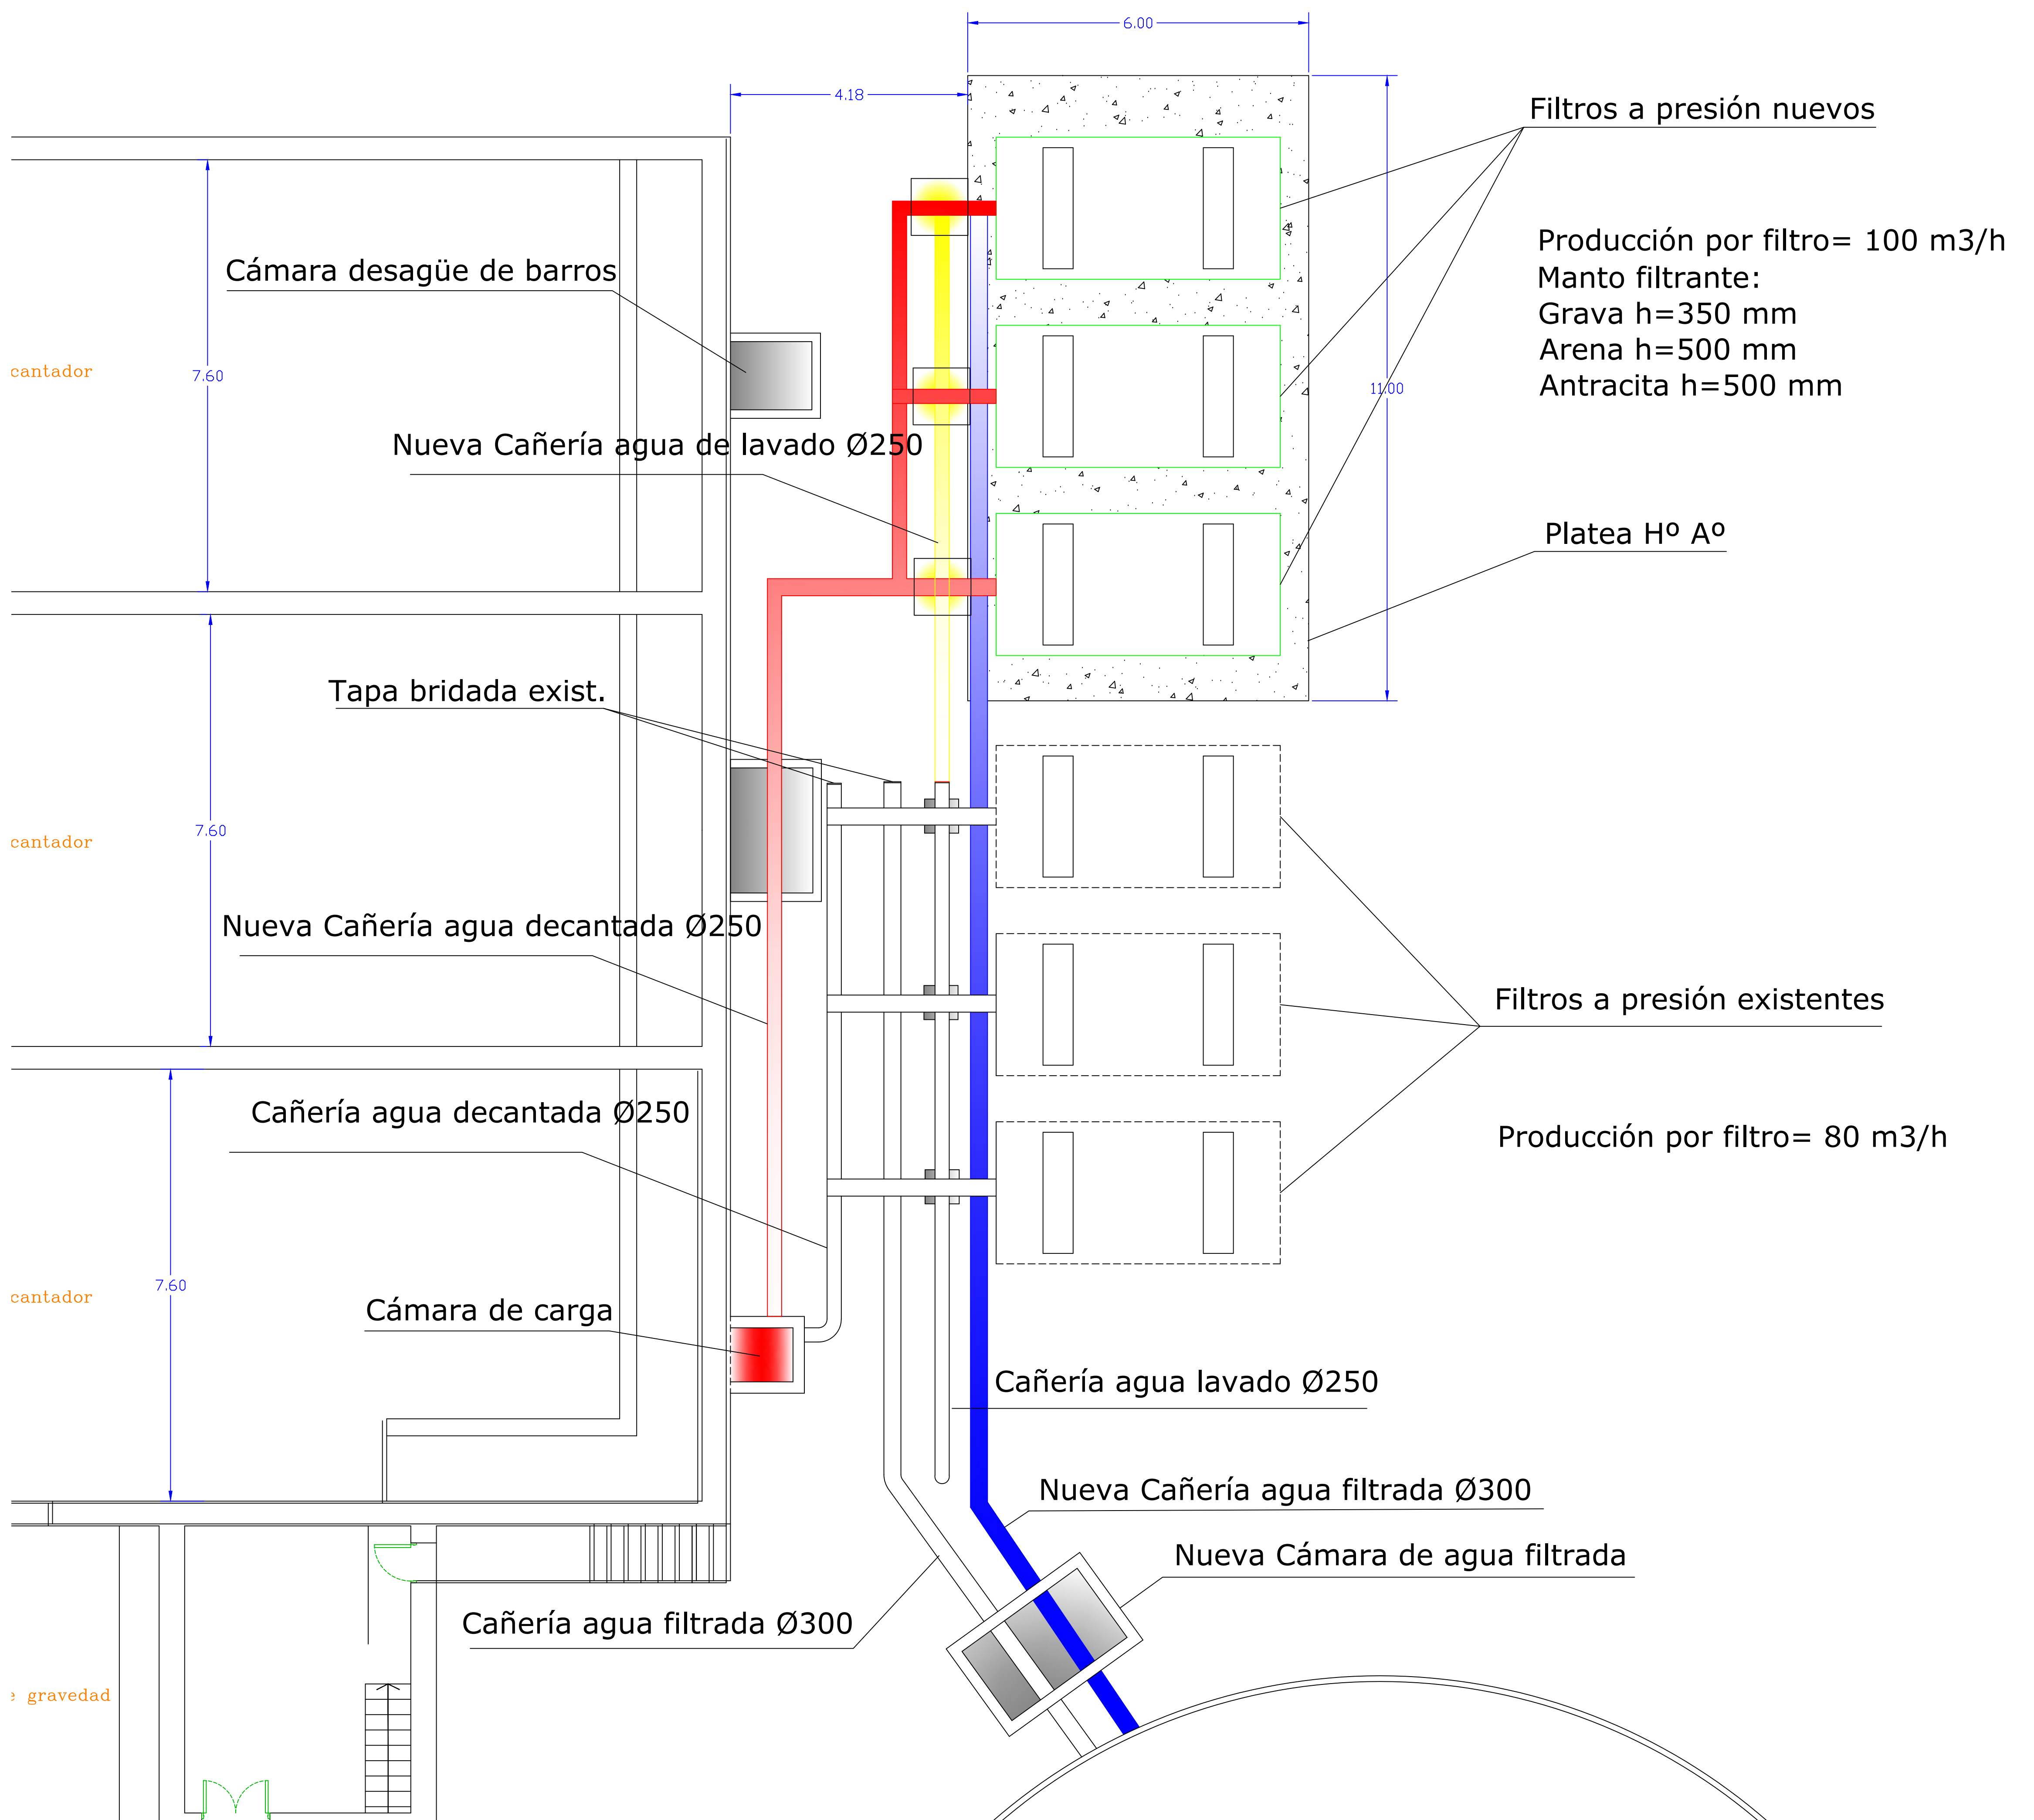 6.00
4.18
Filtros a presión nuevos
Producción por filtro= 100 m3/h
Manto filtrante:
Grava h=350 mm
Arena h=500 mm
Antracita h=500 mm
Cámara desagüe de barros
cantador
7.60
11.00
Nueva Cañería agua de lavado Ø250
Platea Hº Aº
Tapa bridada exist.
7.60
cantador
Nueva Cañería agua decantada Ø250
Filtros a presión existentes
Cañería agua decantada Ø250
Producción por filtro= 80 m3/h
7.60
cantador
Cámara de carga
Cañería agua lavado Ø250
Nueva Cañería agua filtrada Ø300
Nueva Cámara de agua filtrada
Cañería agua filtrada Ø300
e gravedad